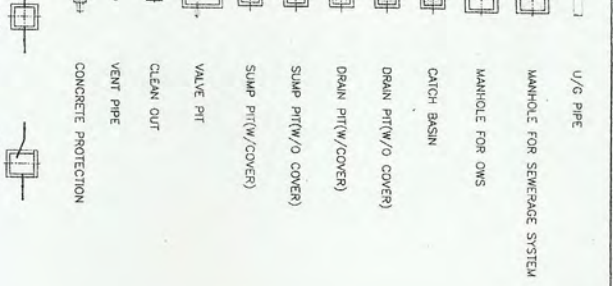 U/G PIPE
MANHOLE FOR SEWERAGE SYSTEM
MANHOLE FOR OWS
CATCH BASIN
DRAIN PIT(W/O COVER)
DRAIN PIT(W/COVER)
SUMP PIT(W/O COVER)
SUMP PIT(W/COVER)
VALVE PIT
CLEAN OUT
VENT PIPE
CONCRETE PROTECTION